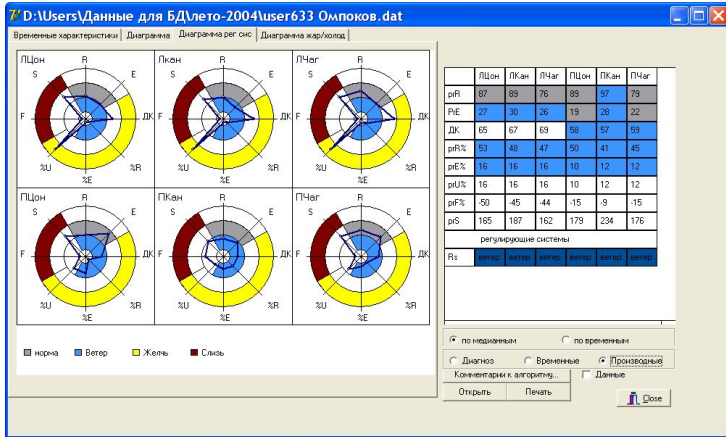 D:\Users\Данные для БД\лето-2004\user633 Омпоков.dat
Временные характеристики Диаграмма Диаграмма рег сис Диаграмма жар/холод
ЛЦон R E ДК %R %E %U F S
Лкан R E ДК %R %E %U F S
ЛЧаг R E ДК %R %E %U F S
ПЦон R E ДК %R %E %U F S
ПКан R E ДК %R %E %U F S
ПЧаг R E ДК %R %E %U F S
норма Ветер Желчь Слизь
ЛЦон ЛКан ЛЧаг ПЦон ПКан ПЧаг
prR 87 89 76 89 97 79
PrE 27 30 26 19 28 22
ДК 65 67 69 58 57 59
prR% 53 48 47 50 41 45
prE% 16 16 16 10 12 12
prU% 16 16 16 10 12 12
prF% -50 -45 -44 -15 -9 -15
prS 165 187 162 179 234 176
регулирующие системы
Rs ветер ветер ветер ветер ветер ветер
по медианным по временным
Диагноз Временные Производные
Комментарии к алгоритму... Данные
Открыть Печать
Close